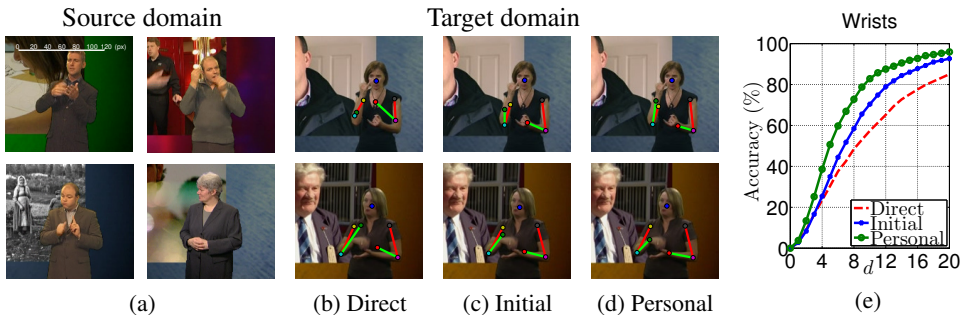 Source domain
Target domain
Wrists
0 20 40 60 80 100 120 (px)
100
80
60
40
20
0
Accuracy (%)
Direct
Initial
Personal
0 4 8 12 16 20
d
(a)
(b) Direct
(c) Initial
(d) Personal
(e)